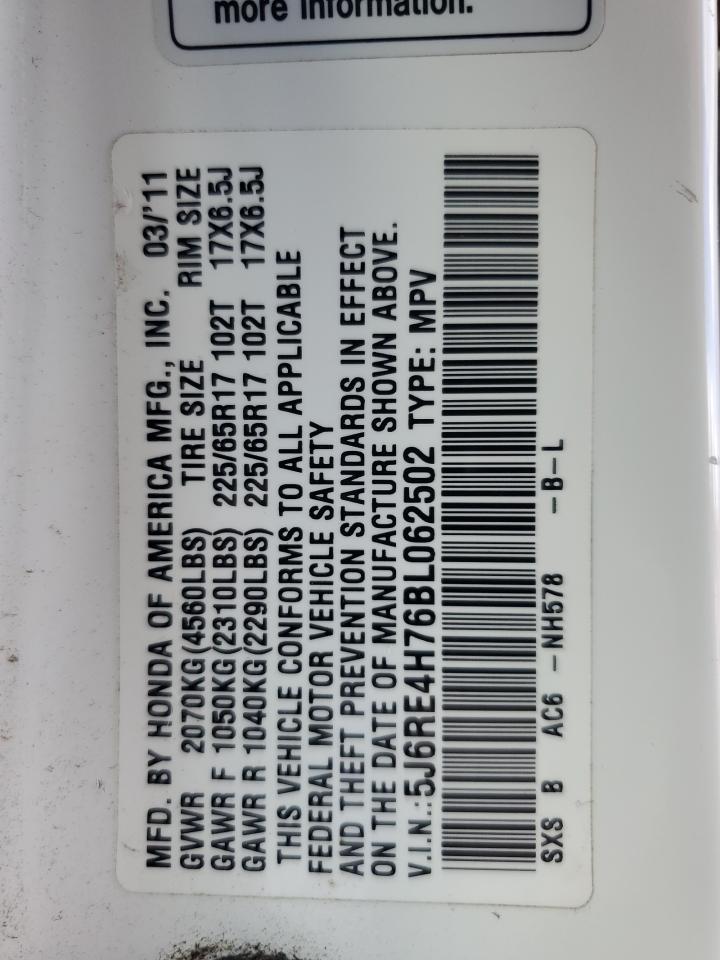 more information.
MFD. BY HONDA OF AMERICA MFG., INC. 03/'11
GVWR 2070KG(4560LBS) TIRE SIZE RIM SIZE
GAWR F 1050KG(2310LBS) 225/65R17 102T 17X6.5J
GAWR R 1040KG(2290LBS) 225/65R17 102T 17X6.5J
THIS VEHICLE CONFORMS TO ALL APPLICABLE
FEDERAL MOTOR VEHICLE SAFETY
AND THEFT PREVENTION STANDARDS IN EFFECT
ON THE DATE OF MANUFACTURE SHOWN ABOVE.
V.I.N.:5J6RE4H76BL062502 TYPE: MPV
SXS B AC6 -NH578 -B-L